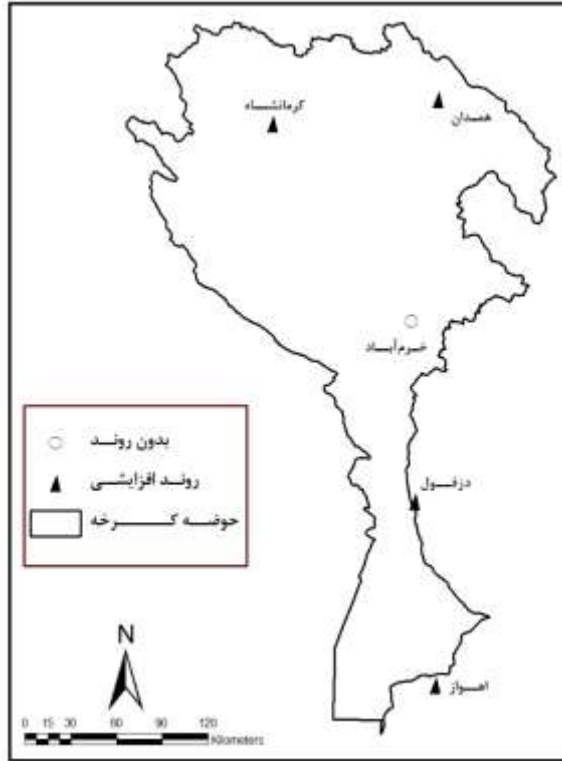 کرمانشاه
همدان
خرم‌آباد
بدون روند
روند افزایشی
حوضه کرخه
دزفول
اهواز
N
0 15 30 60 90 120
Kilometers